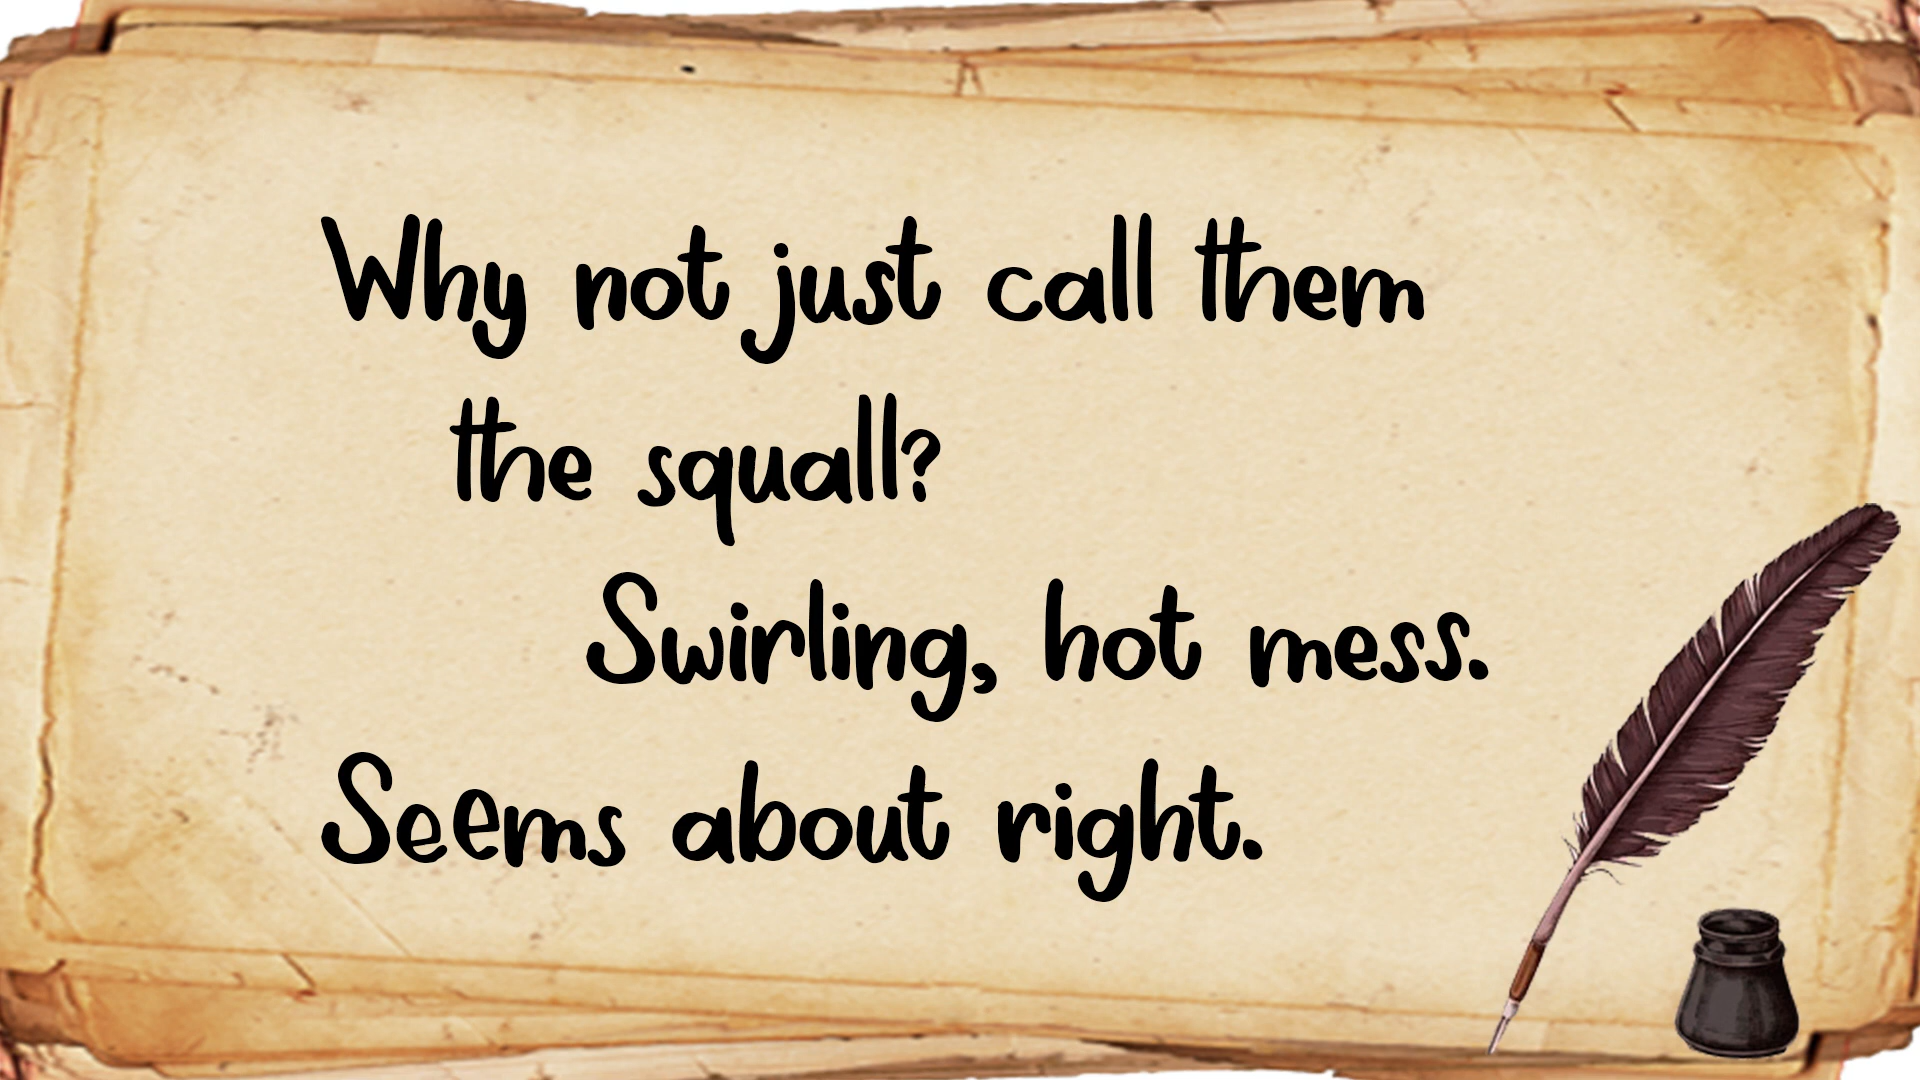 Why not just call them
the squall?
Swirling, hot mess.
Seems about right.